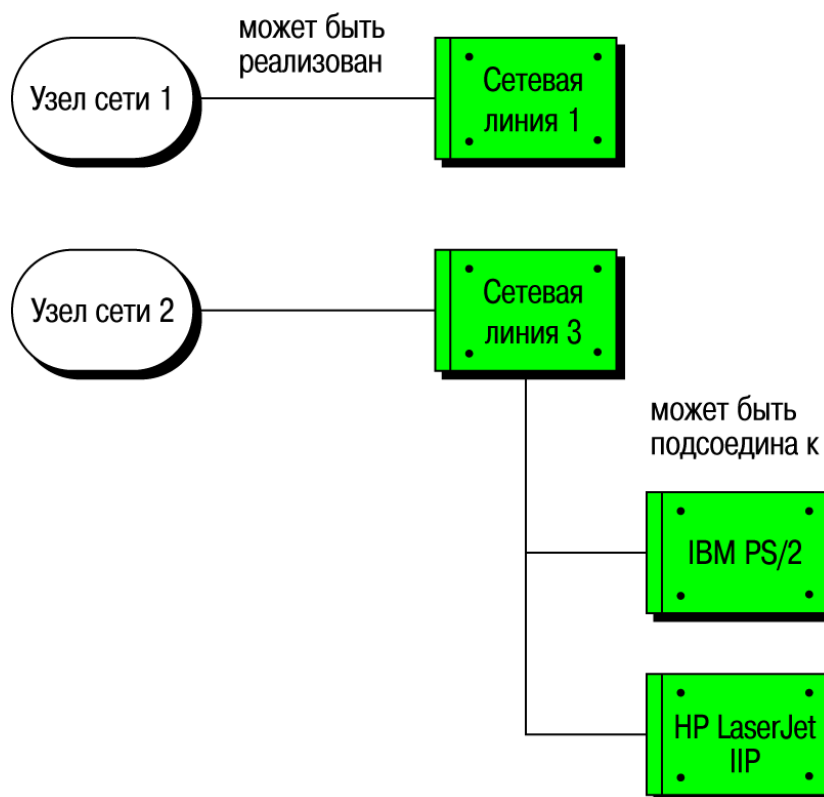 может быть
реализован
Узел сети 1
Сетевая
линия 1
Узел сети 2
Сетевая
линия 3
может быть
подсоедина к
IBM PS/2
HP LaserJet
IIP